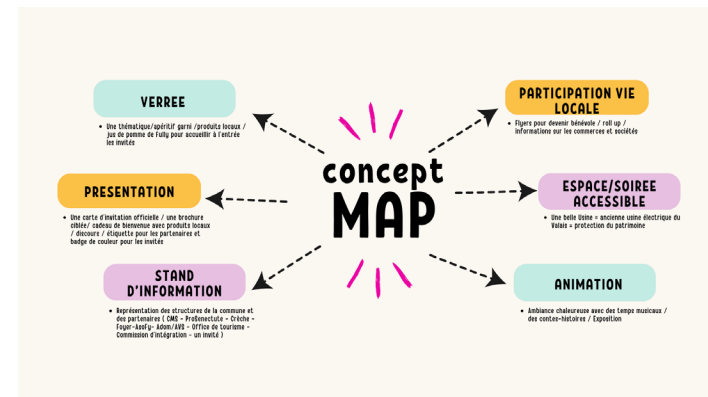 VERREE
• Une thématique/apéritif garni /produits locaux /
jus de pomme de Fully pour accueillir à l'entrée
les invités
PRESENTATION
• Une carte d'invitation officielle / une brochure
ciblée/ cadeau de bienvenue avec produits locaux
/ discours / étiquette pour les partenaires et
badge de couleur pour les invités
STAND
D'INFORMATION
• Représentation des structures de la commune et
des partenaires ( CMS - ProSenectute - Crèche -
Foyer-AsoFy- Adom/AVS - Office de tourisme -
Commission d'intégration - un invité )
concept
MAP
PARTICIPATION VIE
LOCALE
• Flyers pour devenir bénévole / roll up /
informations sur les commerces et sociétés
ESPACE/SOIREE
ACCESSIBLE
• Une belle Usine = ancienne usine électrique du
Valais = protection du patrimoine
ANIMATION
• Ambiance chaleureuse avec des temps musicaux /
des contes-histoires / Exposition